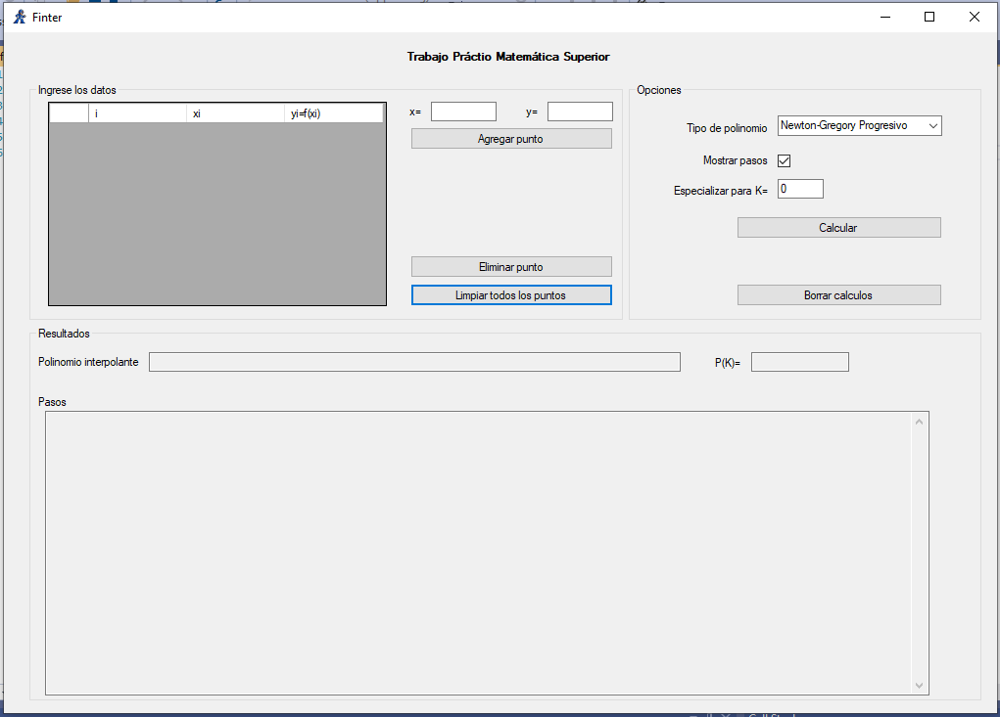 Finter
Trabajo Práctio Matemática Superior
Ingrese los datos
i xi yi=f(xi)
x= y=
Agregar punto
Eliminar punto
Limpiar todos los puntos
Opciones
Tipo de polinomio Newton-Gregory Progresivo
Mostrar pasos
Especializar para K= 0
Calcular
Borrar calculos
Resultados
Polinomio interpolante P(K)=
Pasos